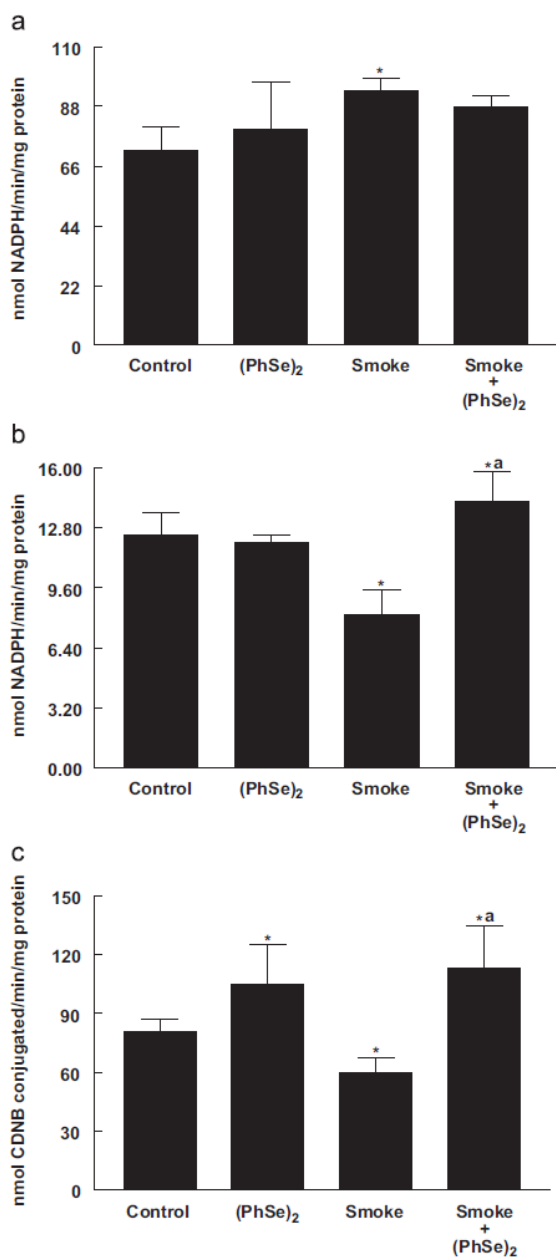 a
nmol NADPH/min/mg protein
110
88
66
44
22
0
*
Control
(PhSe)2
Smoke
Smoke
+
(PhSe)2
b
nmol NADPH/min/mg protein
16.00
12.80
9.60
6.40
3.20
0.00
*
*a
Control
(PhSe)2
Smoke
Smoke
+
(PhSe)2
c
nmol CDNB conjugated/min/mg protein
150
120
90
60
30
0
*
*
*a
Control
(PhSe)2
Smoke
Smoke
+
(PhSe)2